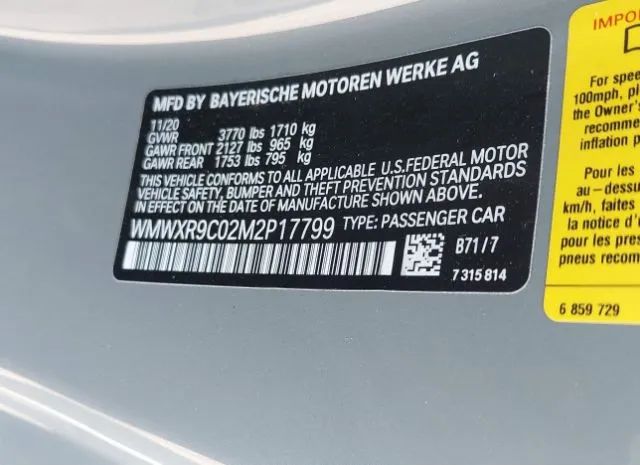 MFD BY BAYERISCHE MOTOREN WERKE AG
11/20
GVWR 3770 lbs 1710 kg
GAWR FRONT 2127 lbs 965 kg
GAWR REAR 1753 lbs 795 kg
THIS VEHICLE CONFORMS TO ALL APPLICABLE U.S.FEDERAL MOTOR
VEHICLE SAFETY, BUMPER AND THEFT PREVENTION STANDARDS
IN EFFECT ON THE DATE OF MANUFACTURE SHOWN ABOVE.
WMWXR9C02M2P17799 TYPE: PASSENGER CAR
B71/7
7 315 814
For spee
100mph, pl
the Owner's
recomme
inflation p
Pour les
au-dessu
km/h, faites
a notice d
pour les pres
pneus recom
6 859 729